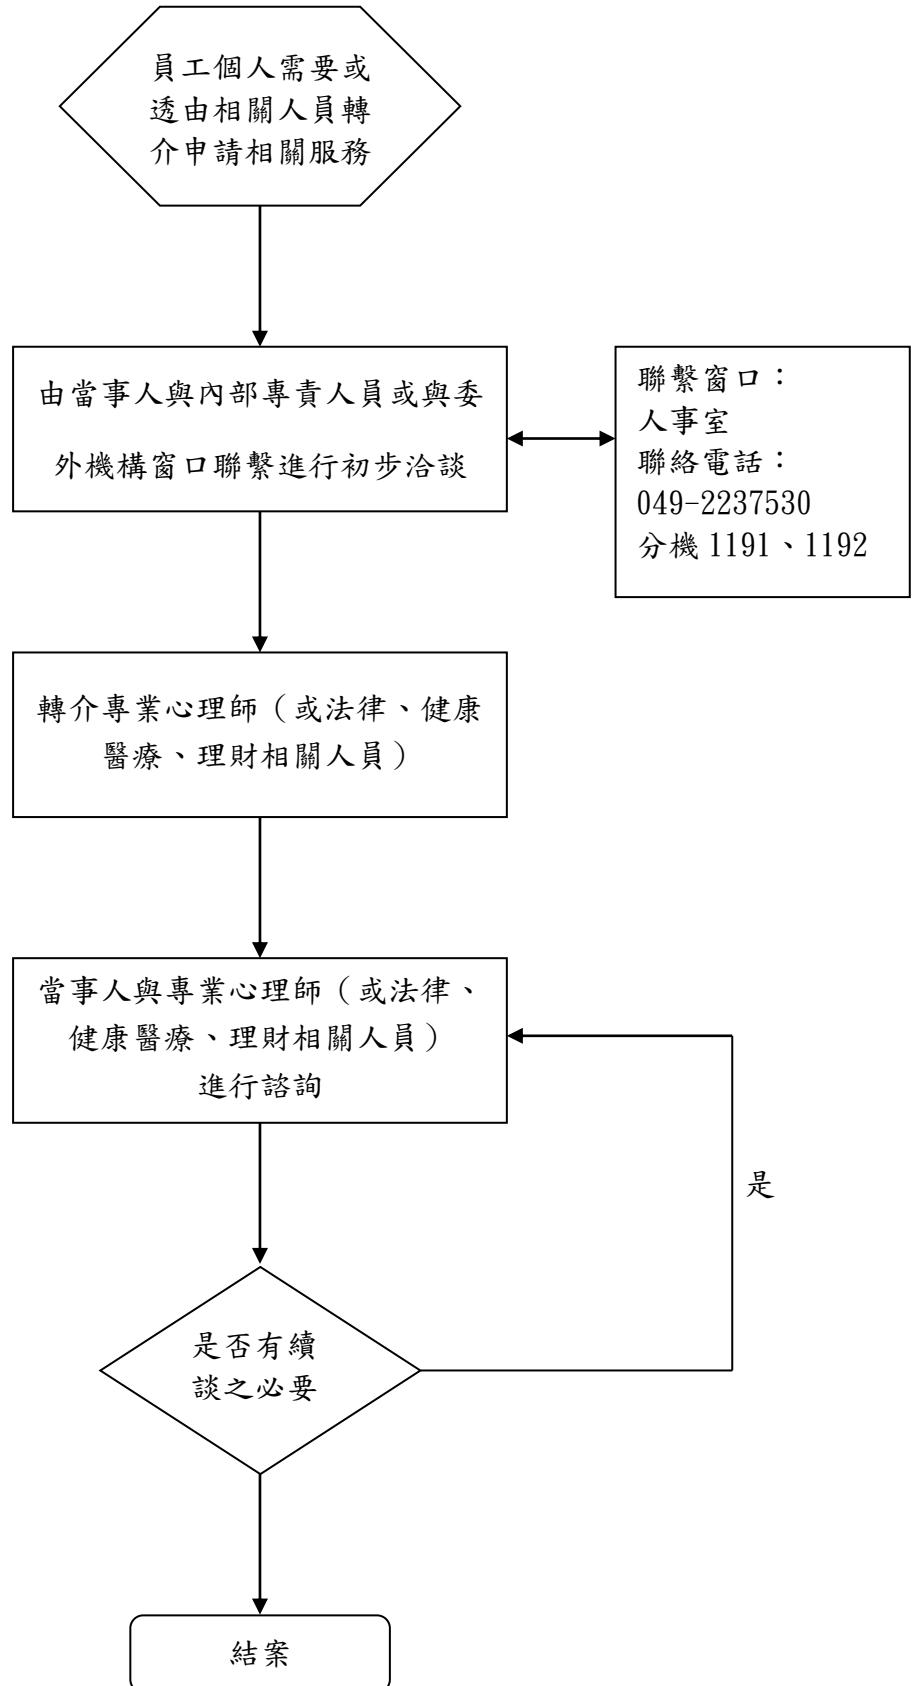 員工個人需要或
透由相關人員轉
介申請相關服務
由當事人與內部專責人員或與委
外機構窗口聯繫進行初步洽談
聯繫窗口：
人事室
聯絡電話：
049-2237530
分機 1191、1192
轉介專業心理師（或法律、健康
醫療、理財相關人員）
當事人與專業心理師（或法律、
健康醫療、理財相關人員）
進行諮詢
是
是否有續
談之必要
結案